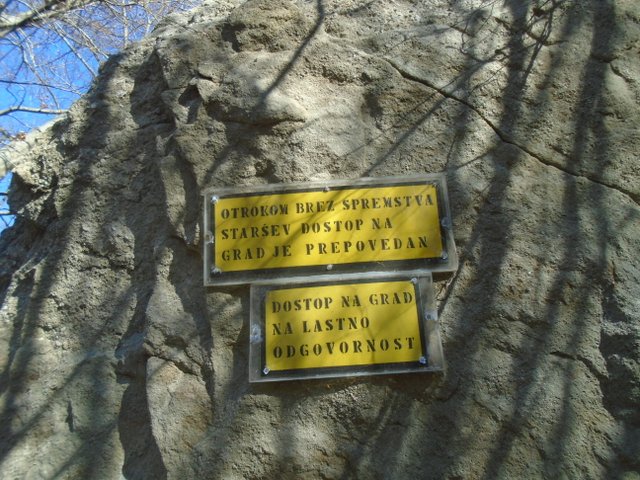 OTROKOM BREZ SPREMSTVA
STARŠEV DOSTOP NA
GRAD JE PREPOVEDAN
DOSTOP NA GRAD
NA LASTNO
ODGOVORNOST